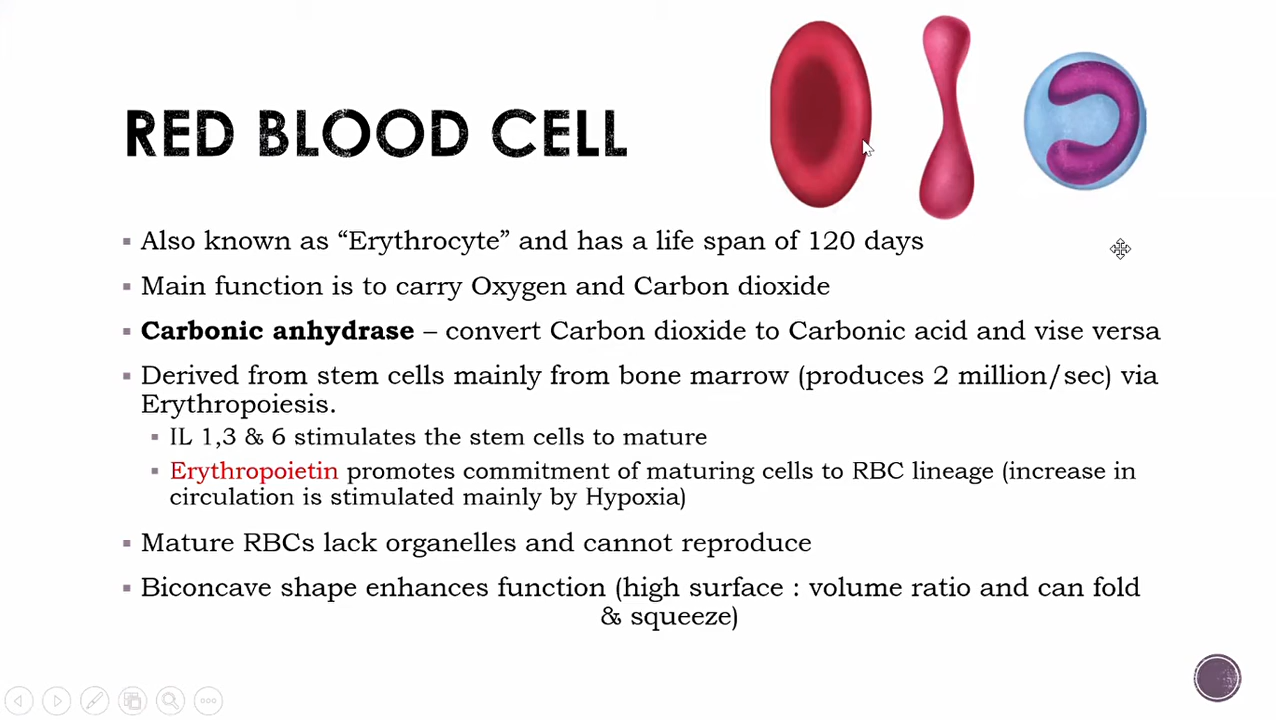 RED BLOOD CELL
▪ Also known as “Erythrocyte” and has a life span of 120 days
▪ Main function is to carry Oxygen and Carbon dioxide
▪ Carbonic anhydrase – convert Carbon dioxide to Carbonic acid and vise versa
▪ Derived from stem cells mainly from bone marrow (produces 2 million/sec) via
Erythropoiesis.
▪ IL 1,3 & 6 stimulates the stem cells to mature
▪ Erythropoietin promotes commitment of maturing cells to RBC lineage (increase in
circulation is stimulated mainly by Hypoxia)
▪ Mature RBCs lack organelles and cannot reproduce
▪ Biconcave shape enhances function (high surface : volume ratio and can fold
& squeeze)